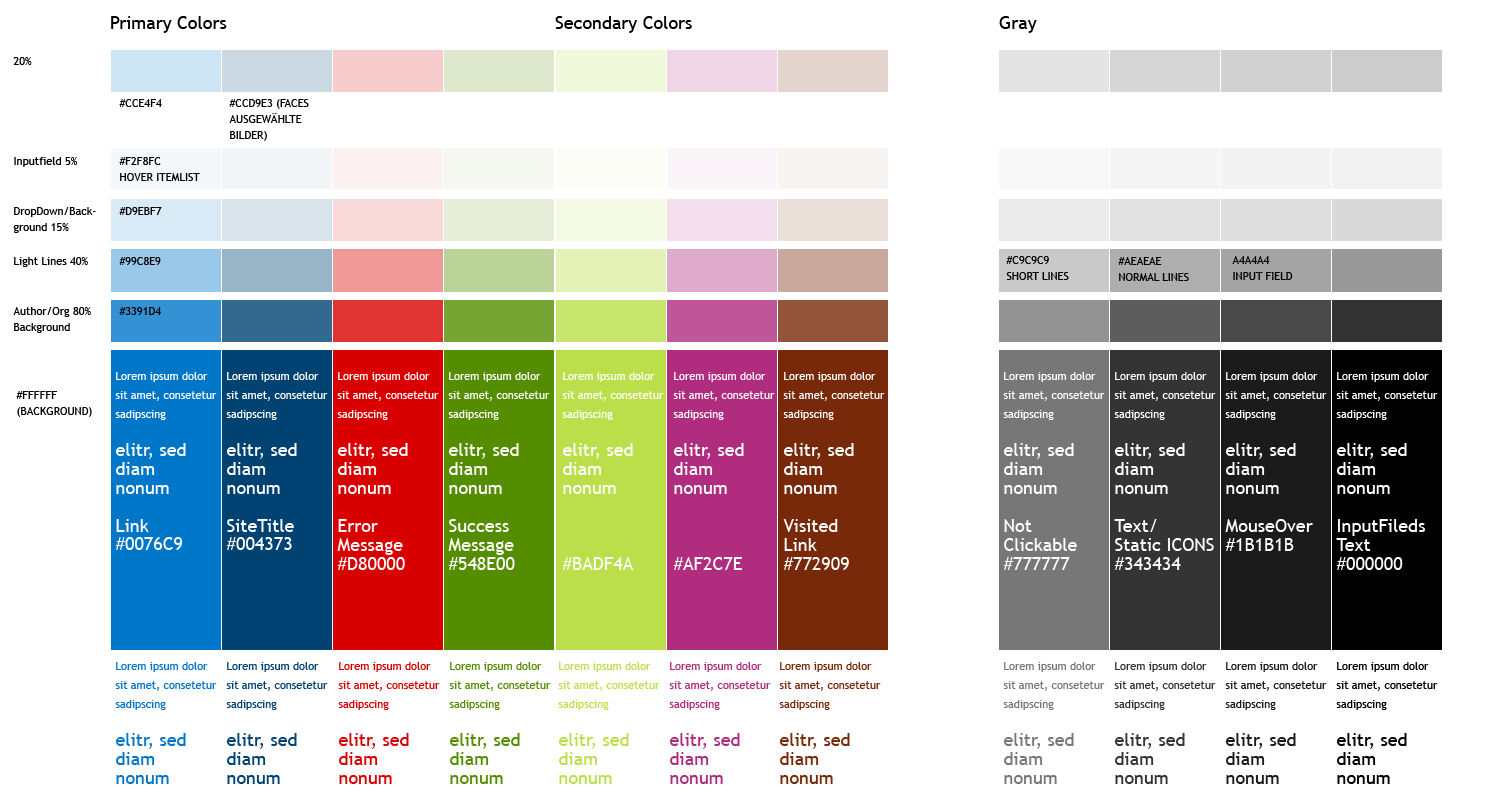 Primary Colors
Secondary Colors
Gray
20%
#CCE4F4
#CCD9E3 (FACES
AUSGEWÄHLTE
BILDER)
Inputfield 5%
#F2F8FC
HOVER ITEMLIST
DropDown/Back-
ground 15%
#D9EBF7
Light Lines 40%
#99C8E9
#C9C9C9
SHORT LINES
#AEAEAE
NORMAL LINES
A4A4A4
INPUT FIELD
Author/Org 80%
Background
#3391D4
#FFFFFF
(BACKGROUND)
Lorem ipsum dolor
sit amet, consetetur
sadipscing
elitr, sed
diam
nonum
Link
#0076C9
Lorem ipsum dolor
sit amet, consetetur
sadipscing
elitr, sed
diam
nonum
SiteTitle
#004373
Lorem ipsum dolor
sit amet, consetetur
sadipscing
elitr, sed
diam
nonum
Error
Message
#D80000
Lorem ipsum dolor
sit amet, consetetur
sadipscing
elitr, sed
diam
nonum
Success
Message
#548E00
Lorem ipsum dolor
sit amet, consetetur
sadipscing
elitr, sed
diam
nonum
#BADF4A
Lorem ipsum dolor
sit amet, consetetur
sadipscing
elitr, sed
diam
nonum
#AF2C7E
Lorem ipsum dolor
sit amet, consetetur
sadipscing
elitr, sed
diam
nonum
Visited
Link
#772909
Lorem ipsum dolor
sit amet, consetetur
sadipscing
elitr, sed
diam
nonum
Not
Clickable
#777777
Lorem ipsum dolor
sit amet, consetetur
sadipscing
elitr, sed
diam
nonum
Text/
Static ICONS
#343434
Lorem ipsum dolor
sit amet, consetetur
sadipscing
elitr, sed
diam
nonum
MouseOver
#1B1B1B
Lorem ipsum dolor
sit amet, consetetur
sadipscing
elitr, sed
diam
nonum
InputFileds
Text
#000000
Lorem ipsum dolor
sit amet, consetetur
sadipscing
elitr, sed
diam
nonum
Lorem ipsum dolor
sit amet, consetetur
sadipscing
elitr, sed
diam
nonum
Lorem ipsum dolor
sit amet, consetetur
sadipscing
elitr, sed
diam
nonum
Lorem ipsum dolor
sit amet, consetetur
sadipscing
elitr, sed
diam
nonum
Lorem ipsum dolor
sit amet, consetetur
sadipscing
elitr, sed
diam
nonum
Lorem ipsum dolor
sit amet, consetetur
sadipscing
elitr, sed
diam
nonum
Lorem ipsum dolor
sit amet, consetetur
sadipscing
elitr, sed
diam
nonum
Lorem ipsum dolor
sit amet, consetetur
sadipscing
elitr, sed
diam
nonum
Lorem ipsum dolor
sit amet, consetetur
sadipscing
elitr, sed
diam
nonum
Lorem ipsum dolor
sit amet, consetetur
sadipscing
elitr, sed
diam
nonum
Lorem ipsum dolor
sit amet, consetetur
sadipscing
elitr, sed
diam
nonum